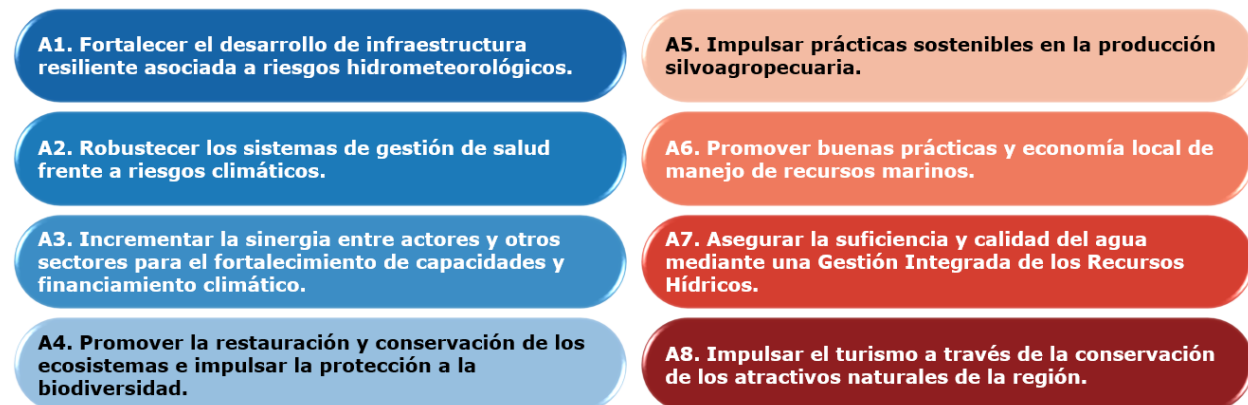 A1. Fortalecer el desarrollo de infraestructura
resiliente asociada a riesgos hidrometeorológicos.
A2. Robustecer los sistemas de gestión de salud
frente a riesgos climáticos.
A3. Incrementar la sinergia entre actores y otros
sectores para el fortalecimiento de capacidades y
financiamiento climático.
A4. Promover la restauración y conservación de los
ecosistemas e impulsar la protección a la
biodiversidad.
A5. Impulsar prácticas sostenibles en la producción
silvoagropecuaria.
A6. Promover buenas prácticas y economía local de
manejo de recursos marinos.
A7. Asegurar la suficiencia y calidad del agua
mediante una Gestión Integrada de los Recursos
Hídricos.
A8. Impulsar el turismo a través de la conservación
de los atractivos naturales de la región.